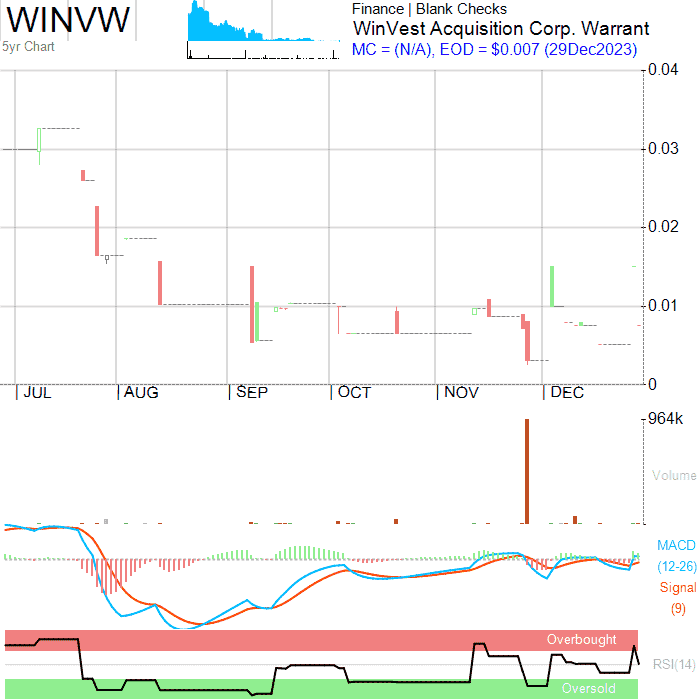 WINVW
5yr Chart
Finance | Blank Checks
WinVest Acquisition Corp. Warrant
MC = (N/A), EOD = $0.007 (29Dec2023)
0.04
0.03
0.02
0.01
0
JUL AUG SEP OCT NOV DEC
964k
Volume
MACD
(12-26)
Signal
(9)
Overbought
RSI(14)
Oversold